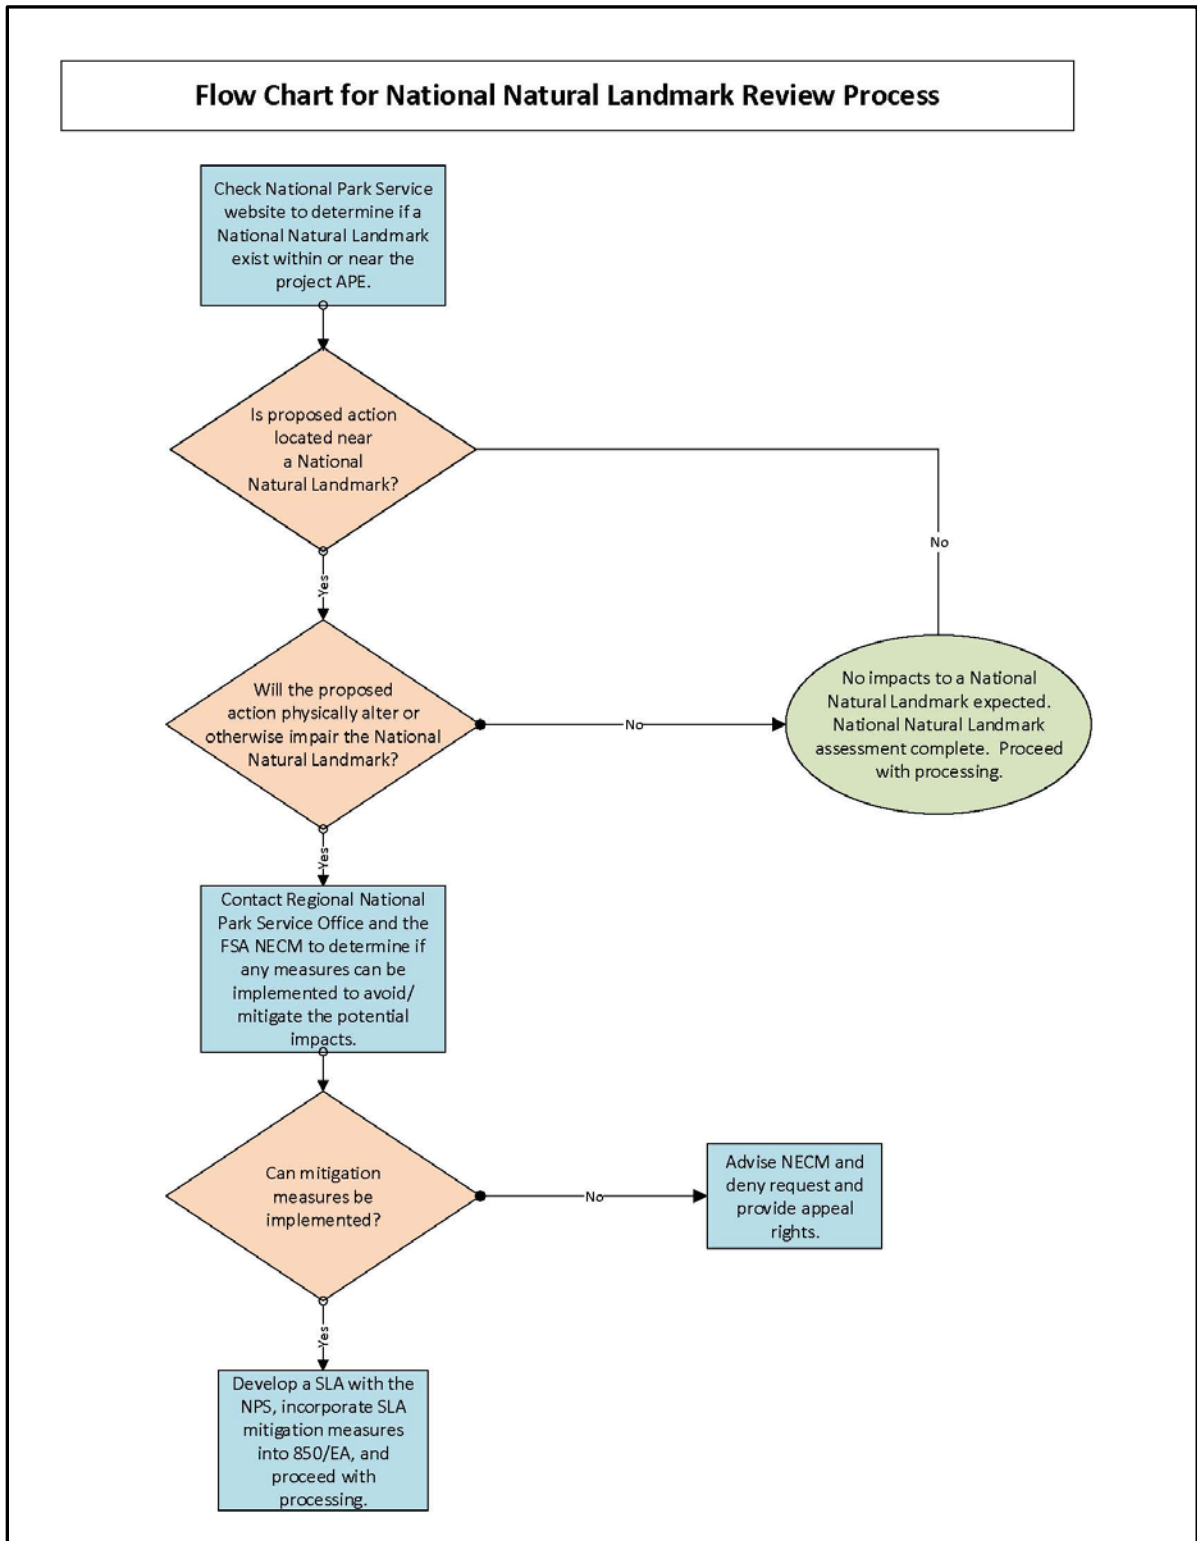 Flow Chart for National Natural Landmark Review Process
Check National Park Service
website to determine if a
National Natural Landmark
exist within or near the
project APE.
Is proposed action
located near
a National
Natural Landmark?
No
Yes
Will the proposed
action physically alter or
otherwise impair the National
Natural Landmark?
No
No impacts to a National
Natural Landmark expected.
National Natural Landmark
assessment complete.  Proceed
with processing.
Yes
Contact Regional National
Park Service Office and the
FSA NECM to determine if
any measures can be
implemented to avoid/
mitigate the potential
impacts.
Can mitigation
measures be
implemented?
No
Advise NECM and
deny request and
provide appeal
rights.
Yes
Develop a SLA with the
NPS, incorporate SLA
mitigation measures
into 850/EA, and
proceed with
processing.